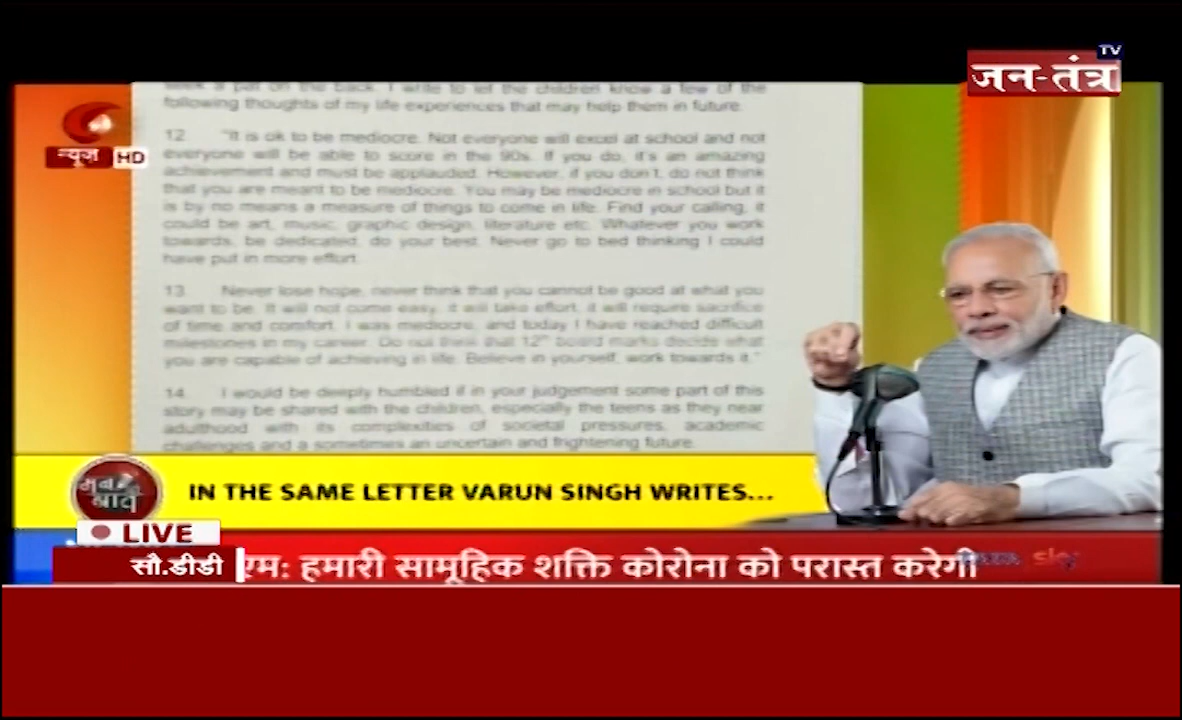 TV
जन-तंत्र
न्यूज़ HD
seek a pat on the back. I write to let the children know a few of the
following thoughts of my life experiences that may help them in future.
12 "It is ok to be mediocre. Not everyone will excel at school and not
everyone will be able to score in the 90s. If you do, it's an amazing
achievement and must be applauded. However, if you don't, do not think
that you are meant to be mediocre. You may be mediocre in school but it
is by no means a measure of things to come in life. Find your calling, it
could be art, music, graphic design, literature etc. Whatever you work
towards, be dedicated, do your best. Never go to bed thinking I could
have put in more effort.
13 Never lose hope, never think that you cannot be good at what you
want to be. It will not come easy, it will take effort, it will require sacrifice
of time and comfort. I was mediocre, and today I have reached difficult
milestones in my career. Do not think that 12th board marks decide what
you are capable of achieving in life. Believe in yourself, work towards it."
14 I would be deeply humbled if in your judgement some part of this
story may be shared with the children, especially the teens as they near
adulthood with its complexities of societal pressures, academic
challenges and a sometimes an uncertain and frightening future.
मन की
बात
IN THE SAME LETTER VARUN SINGH WRITES...
LIVE
सौ.डीडी
एम: हमारी सामूहिक शक्ति कोरोना को परास्त करेगी
sky